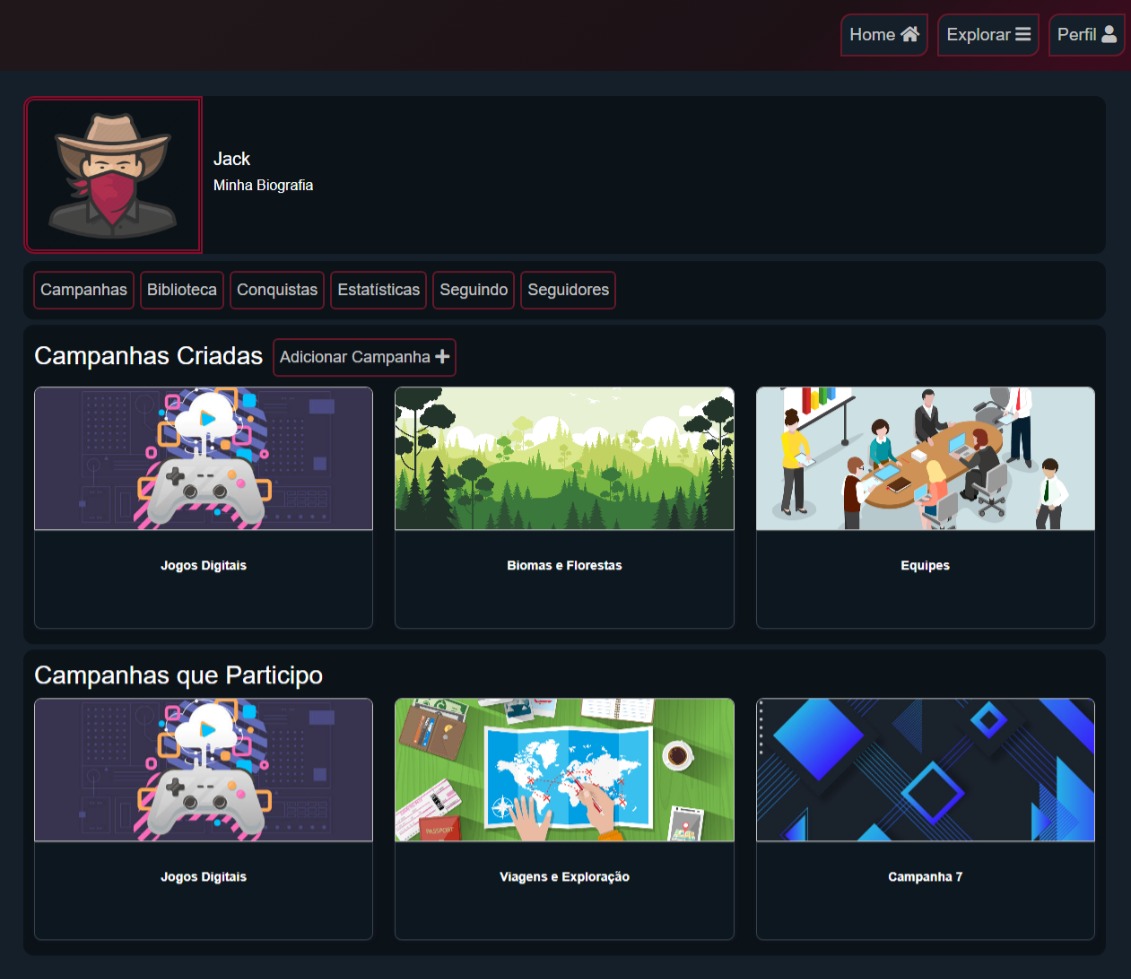 Home
Explorar
Perfil
Jack
Minha Biografia
Campanhas
Biblioteca
Conquistas
Estatísticas
Seguindo
Seguidores
Campanhas Criadas
Adicionar Campanha
Jogos Digitais
Biomas e Florestas
Equipes
Campanhas que Participo
PASSPORT
Jogos Digitais
Viagens e Exploração
Campanha 7